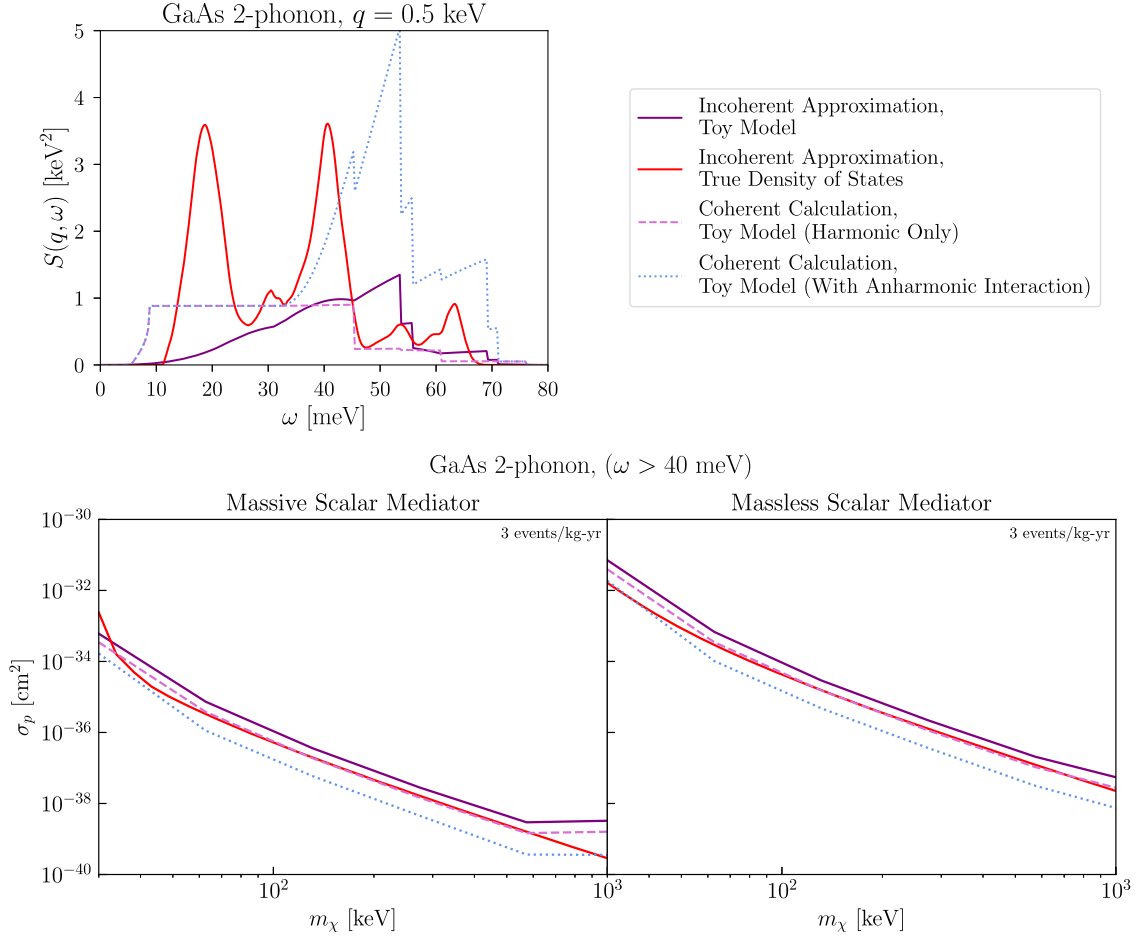 GaAs 2-phonon, q = 0.5 keV
S(q, ω) [keV²]
5
4
3
2
1
0
0 10 20 30 40 50 60 70 80
ω [meV]
Incoherent Approximation,
Toy Model
Incoherent Approximation,
True Density of States
Coherent Calculation,
Toy Model (Harmonic Only)
Coherent Calculation,
Toy Model (With Anharmonic Interaction)
GaAs 2-phonon, (ω > 40 meV)
Massive Scalar Mediator
Massless Scalar Mediator
3 events/kg-yr
3 events/kg-yr
σₚ [cm²]
10⁻³⁰
10⁻³²
10⁻³⁴
10⁻³⁶
10⁻³⁸
10⁻⁴⁰
10² 10³
10² 10³
mᵪ [keV]
mᵪ [keV]